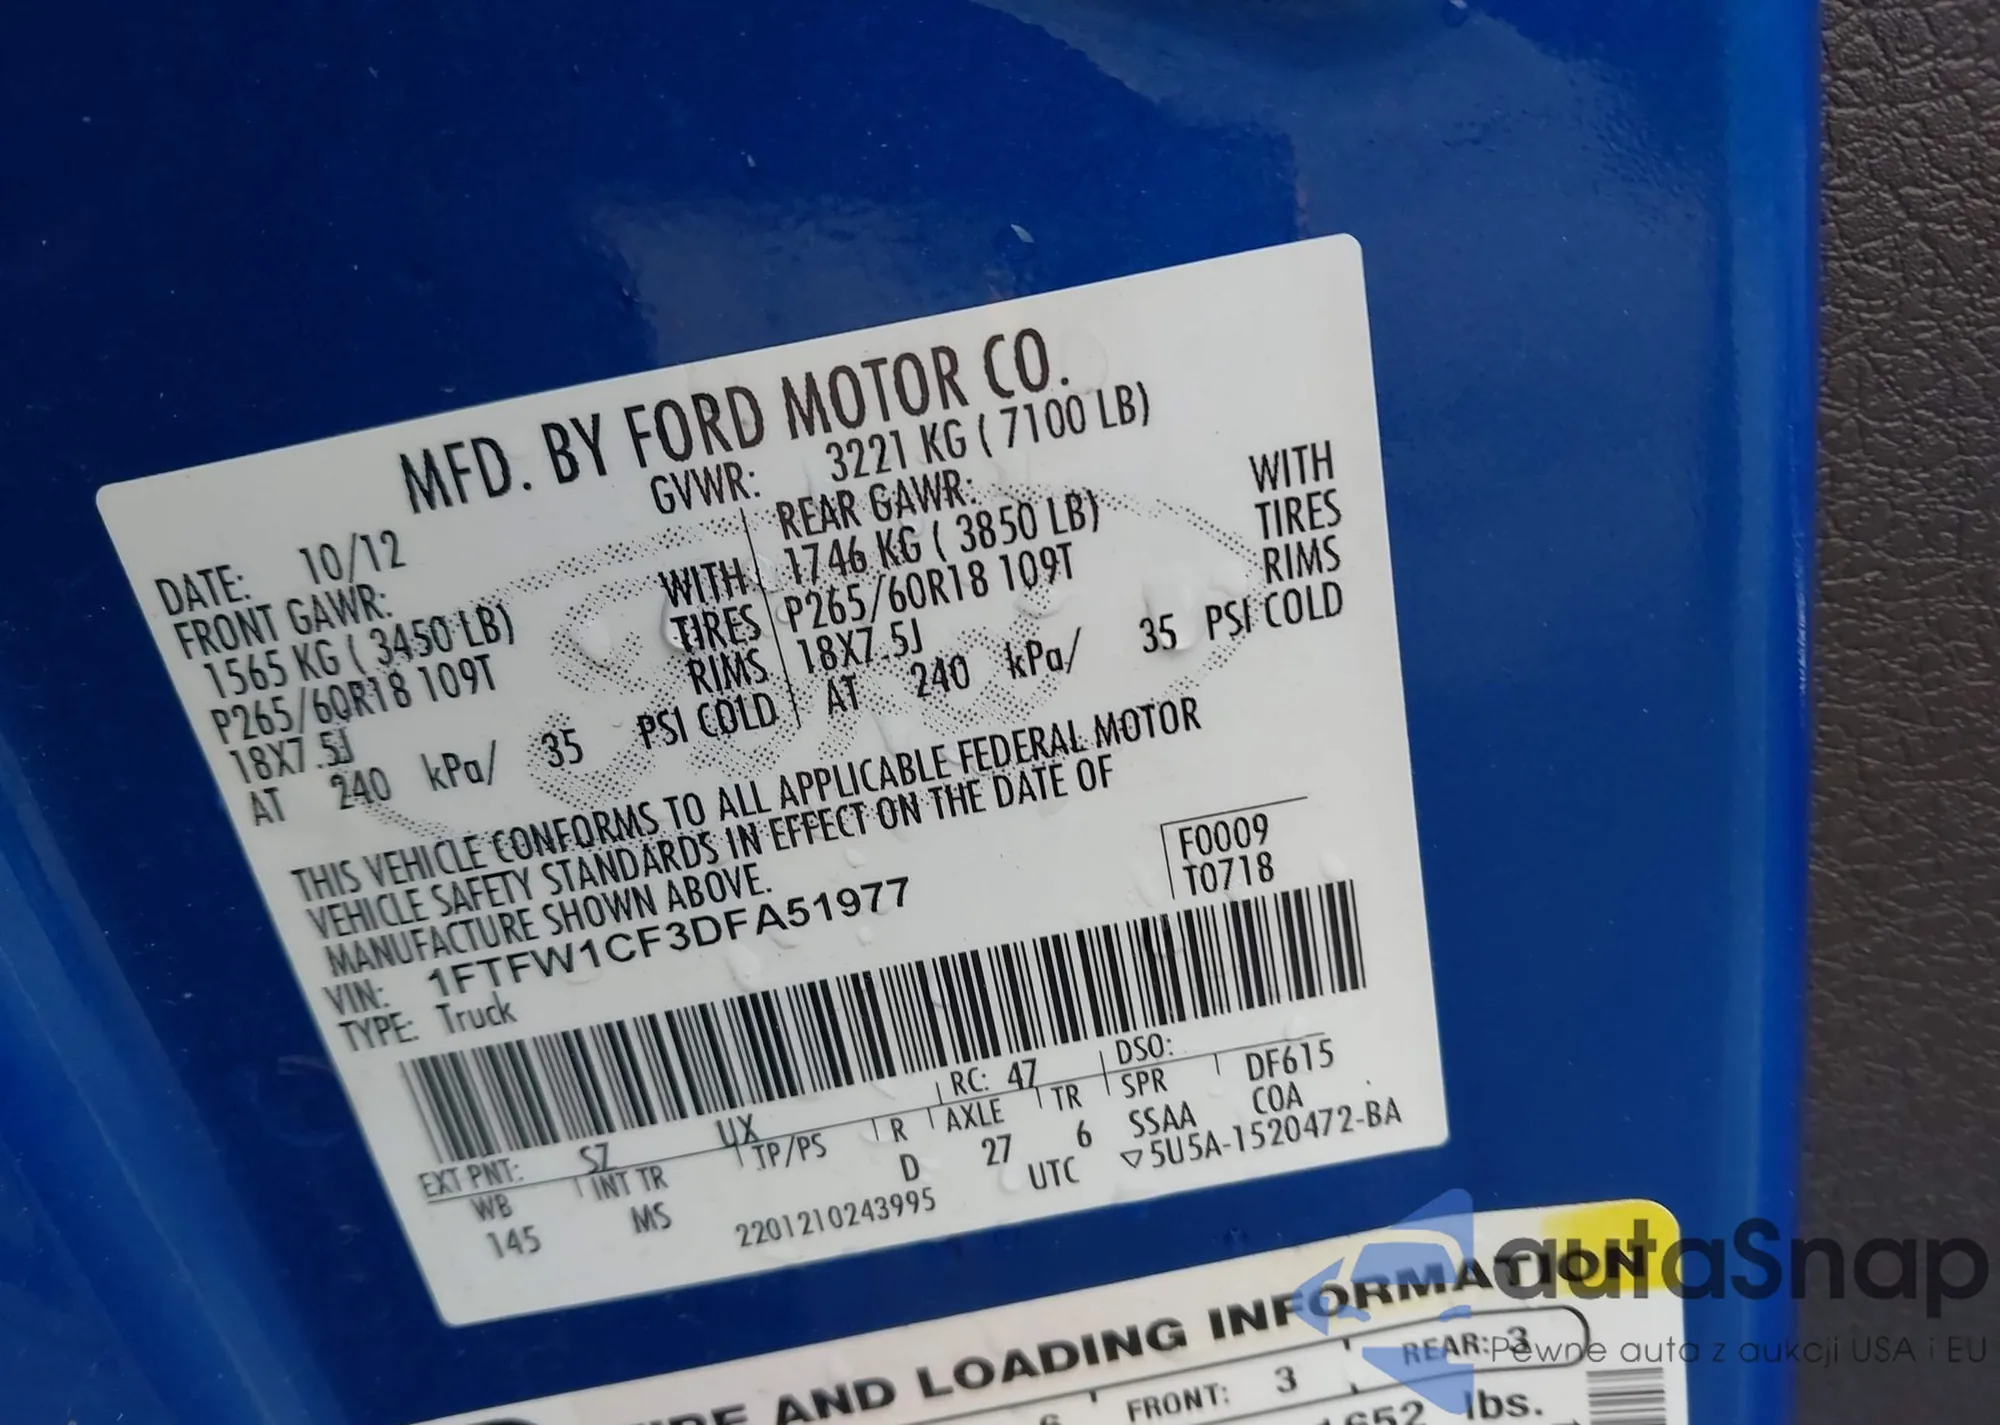 MFD. BY FORD MOTOR CO.
GVWR: 3221 KG ( 7100 LB)
DATE: 10/12
FRONT GAWR:
1565 KG ( 3450 LB) WITH
P265/60R18 109T TIRES
18X7.5J RIMS
AT 240 kPa/ 35 PSI COLD
REAR GAWR:
1746 KG ( 3850 LB) WITH
P265/60R18 109T TIRES
18X7.5J RIMS
AT 240 kPa/ 35 PSI COLD
THIS VEHICLE CONFORMS TO ALL APPLICABLE FEDERAL MOTOR
VEHICLE SAFETY STANDARDS IN EFFECT ON THE DATE OF
MANUFACTURE SHOWN ABOVE.
VIN: 1FTFW1CF3DFA51977
TYPE: Truck
F0009
T0718
EXT PNT: SZ UX RC: 47 DSO:
WB INT TR TP/PS R AXLE TR SPR DF615
145 MS D 27 6 SSAA COA
2201210243995 UTC ▽5U5A-1520472-BA
AND LOADING INFORMATION
FRONT: 3 REAR: 3
lbs.
autaSnap
Pewne auta z aukcji USA i EU